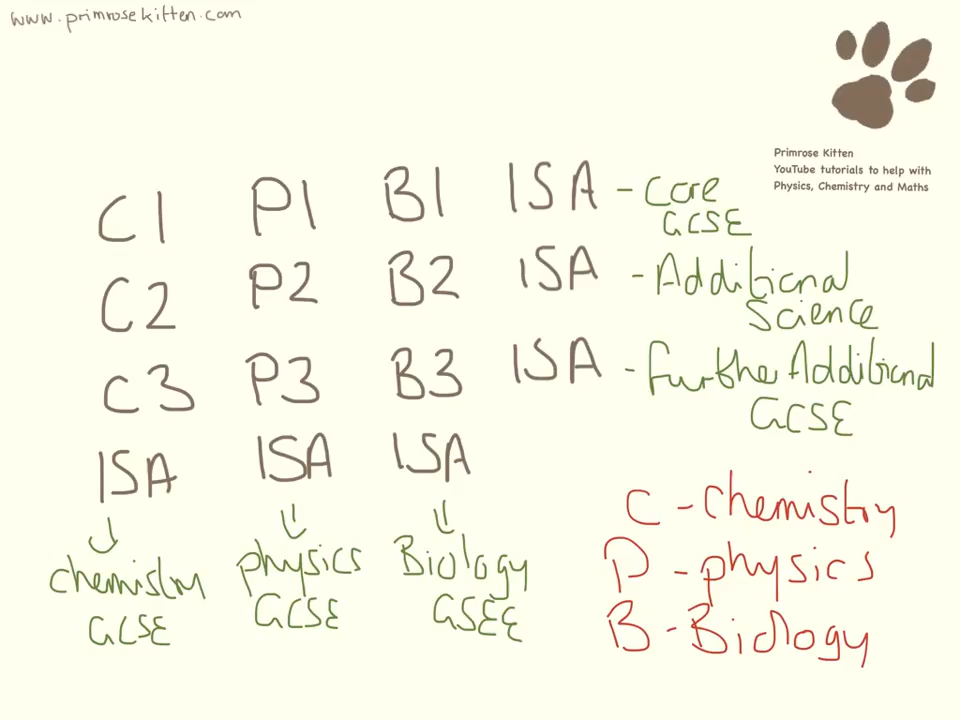 www.primrosekitten.com
Primrose Kitten
YouTube tutorials to help with
Physics, Chemistry and Maths
C1 P1 B1 ISA - Core
GCSE
C2 P2 B2 ISA - Additional
Science
C3 P3 B3 ISA - Furthe Additional
GCSE
ISA ISA ISA
C - Chemistry
P - physics
B - Biology
chemistry physics Biology
GCSE GCSE GSEE